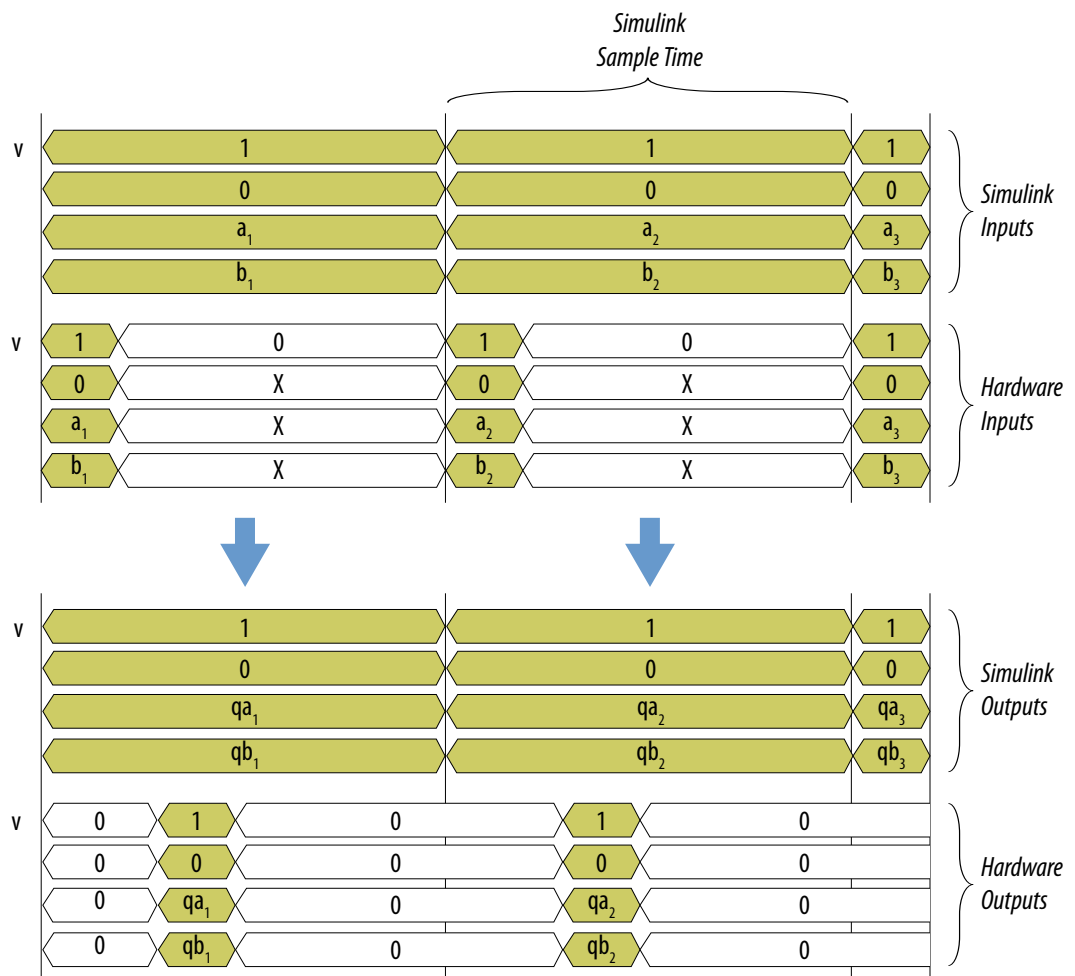 Simulink
Sample Time
v 1 1 1
0 0 0
a1 a2 a3
b1 b2 b3
Simulink
Inputs
v 1 0 1 0 1
0 X 0 X 0
a1 X a2 X a3
b1 X b2 X b3
Hardware
Inputs
v 1 1 1
0 0 0
qa1 qa2 qa3
qb1 qb2 qb3
Simulink
Outputs
v 0 1 0 1 0
0 0 0 0 0
0 qa1 0 qa2 0
0 qb1 0 qb2 0
Hardware
Outputs